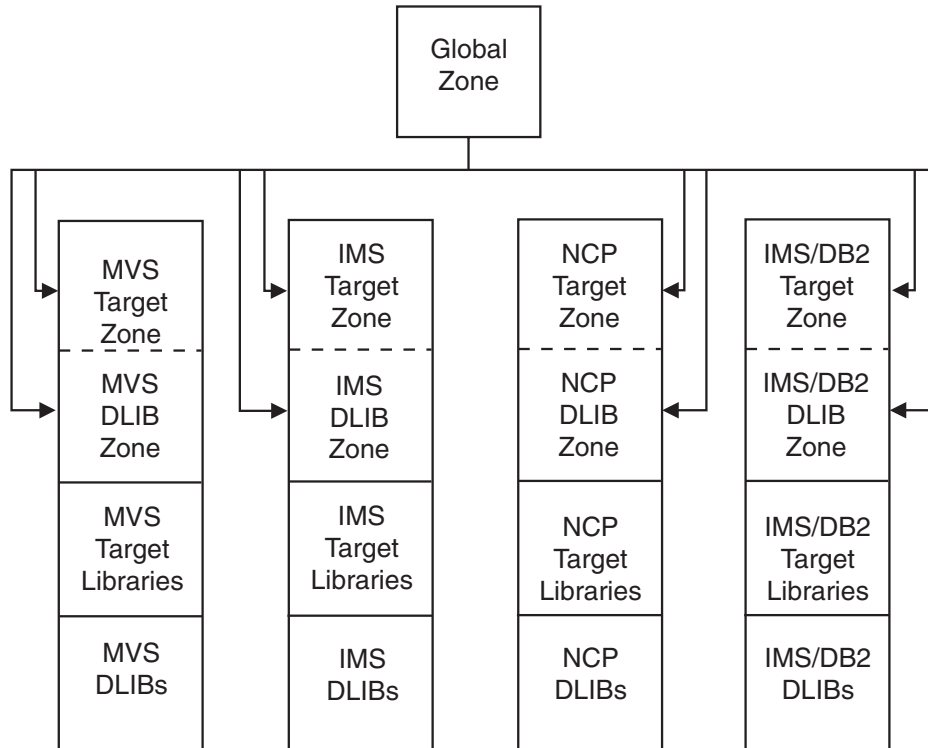 Global
Zone
MVS
Target
Zone
MVS
DLIB
Zone
MVS
Target
Libraries
MVS
DLIBs
IMS
Target
Zone
IMS
DLIB
Zone
IMS
Target
Libraries
IMS
DLIBs
NCP
Target
Zone
NCP
DLIB
Zone
NCP
Target
Libraries
NCP
DLIBs
IMS/DB2
Target
Zone
IMS/DB2
DLIB
Zone
IMS/DB2
Target
Libraries
IMS/DB2
DLIBs